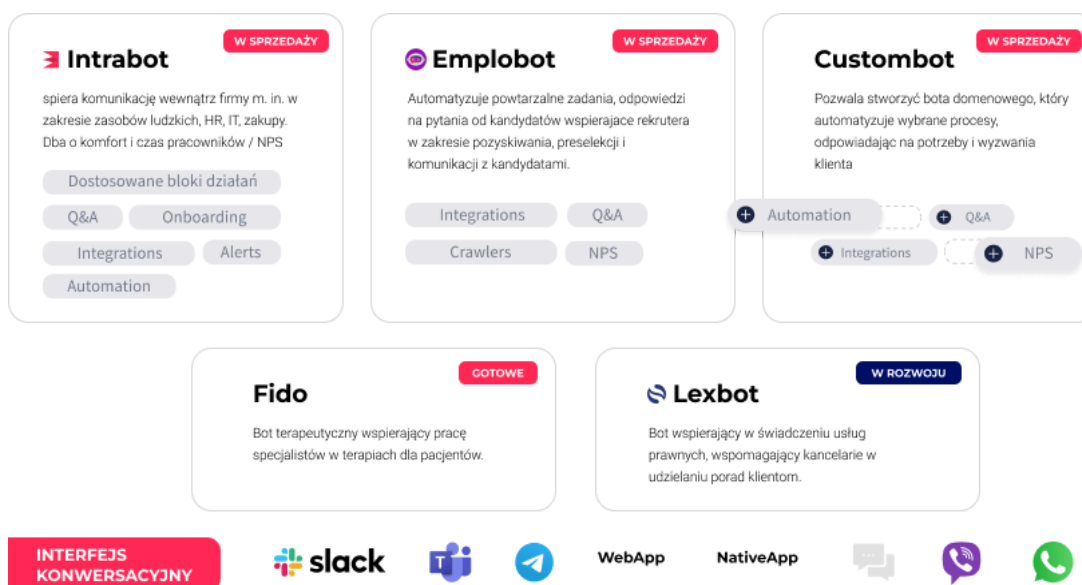 W SPRZEDAŻY
Intrabot
spiera komunikację wewnątrz firmy m. in. w
zakresie zasobów ludzkich, HR, IT, zakupy.
Dba o komfort i czas pracowników / NPS
Dostosowane bloki działań
Q&A Onboarding
Integrations Alerts
Automation
W SPRZEDAŻY
Emplobot
Automatyzuje powtarzalne zadania, odpowiedzi
na pytania od kandydatów wspierajace rekrutera
w zakresie pozyskiwania, preselekcji i
komunikacji z kandydatami.
Integrations Q&A
Crawlers NPS
W SPRZEDAŻY
Custombot
Pozwala stworzyć bota domenowego, który
automatyzuje wybrane procesy,
odpowiadając na potrzeby i wyzwania
klienta
Automation Q&A
Integrations NPS
GOTOWE
Fido
Bot terapeutyczny wspierający pracę
specjalistów w terapiach dla pacjentów.
W ROZWOJU
Lexbot
Bot wspierający w świadczeniu usług
prawnych, wspomagający kancelarie w
udzielaniu porad klientom.
INTERFEJS
KONWERSACYJNY
slack T WebApp NativeApp